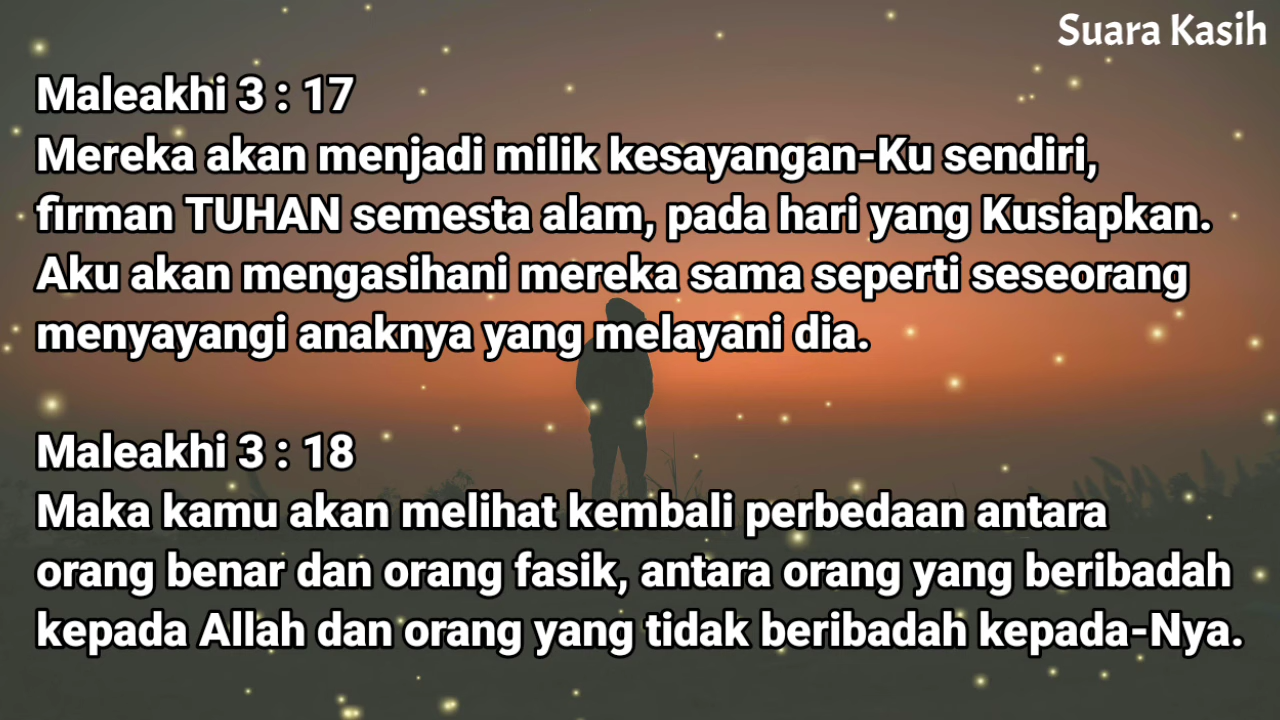 Suara Kasih
Maleakhi 3 : 17
Mereka akan menjadi milik kesayangan-Ku sendiri,
firman TUHAN semesta alam, pada hari yang Kusiapkan.
Aku akan mengasihani mereka sama seperti seseorang
menyayangi anaknya yang melayani dia.
Maleakhi 3 : 18
Maka kamu akan melihat kembali perbedaan antara
orang benar dan orang fasik, antara orang yang beribadah
kepada Allah dan orang yang tidak beribadah kepada-Nya.